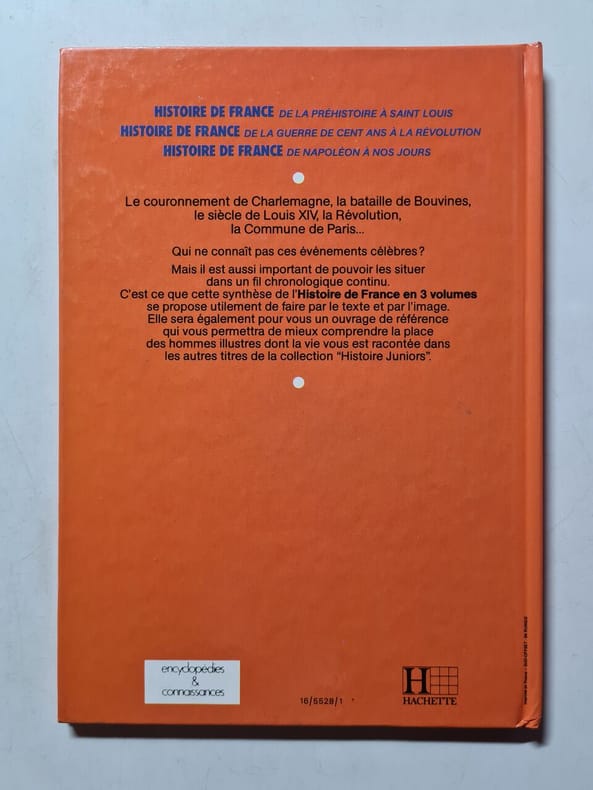 HISTOIRE DE FRANCE DE LA PRÉHISTOIRE À SAINT LOUIS
HISTOIRE DE FRANCE DE LA GUERRE DE CENT ANS À LA RÉVOLUTION
HISTOIRE DE FRANCE DE NAPOLÉON À NOS JOURS
Le couronnement de Charlemagne, la bataille de Bouvines,
le siècle de Louis XIV, la Révolution,
la Commune de Paris...
Qui ne connaît pas ces événements célèbres ?
Mais il est aussi important de pouvoir les situer
dans un fil chronologique continu.
C'est ce que cette synthèse de l'Histoire de France en 3 volumes
se propose utilement de faire par le texte et par l'image.
Elle sera également pour vous un ouvrage de référence
qui vous permettra de mieux comprendre la place
des hommes illustres dont la vie vous est racontée dans
les autres titres de la collection "Histoire Juniors".
encyclopédies
&
connaissances
16/5528/1
H
HACHETTE